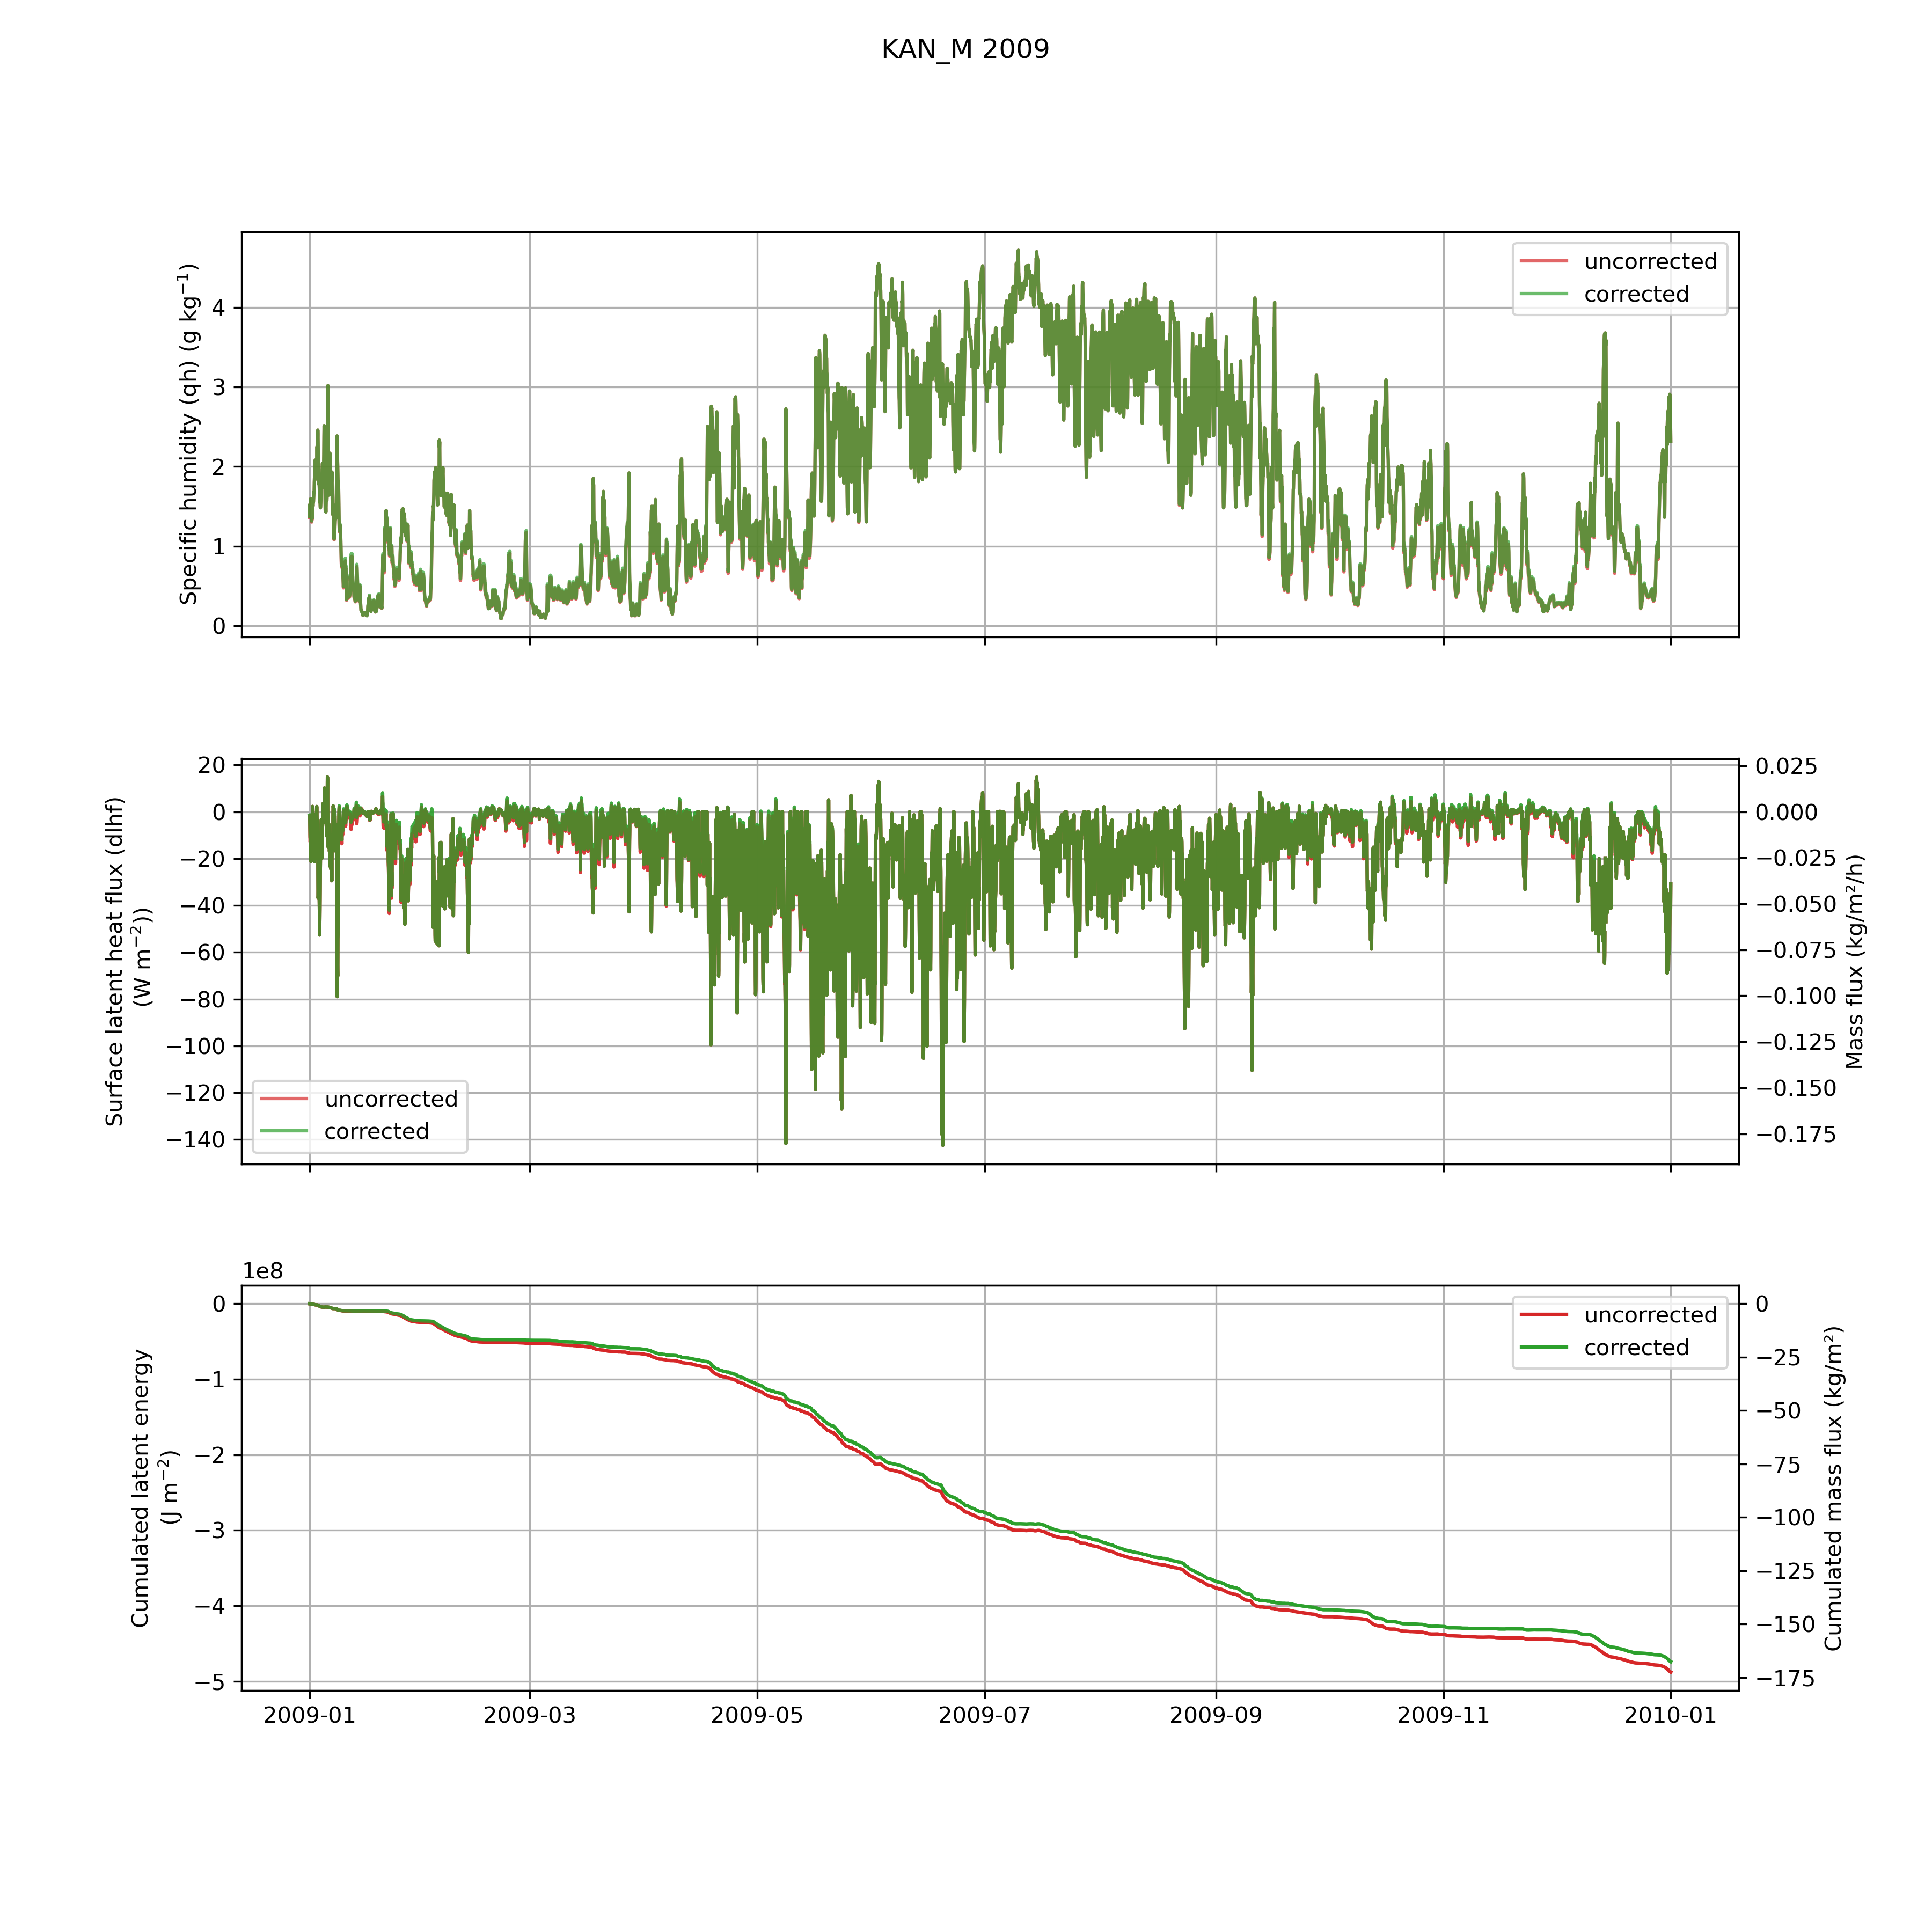 KAN_M 2009
Specific humidity (qh) (g kg⁻¹)
4
3
2
1
0
uncorrected
corrected
Surface latent heat flux (dlhf)
(W m⁻²))
20
0
−20
−40
−60
−80
−100
−120
−140
uncorrected
corrected
0.025
0.000
−0.025
−0.050
−0.075
−0.100
−0.125
−0.150
−0.175
Mass flux (kg/m²/h)
1e8
Cumulated latent energy
(J m⁻²)
0
−1
−2
−3
−4
−5
uncorrected
corrected
0
−25
−50
−75
−100
−125
−150
−175
Cumulated mass flux (kg/m²)
2009-01 2009-03 2009-05 2009-07 2009-09 2009-11 2010-01